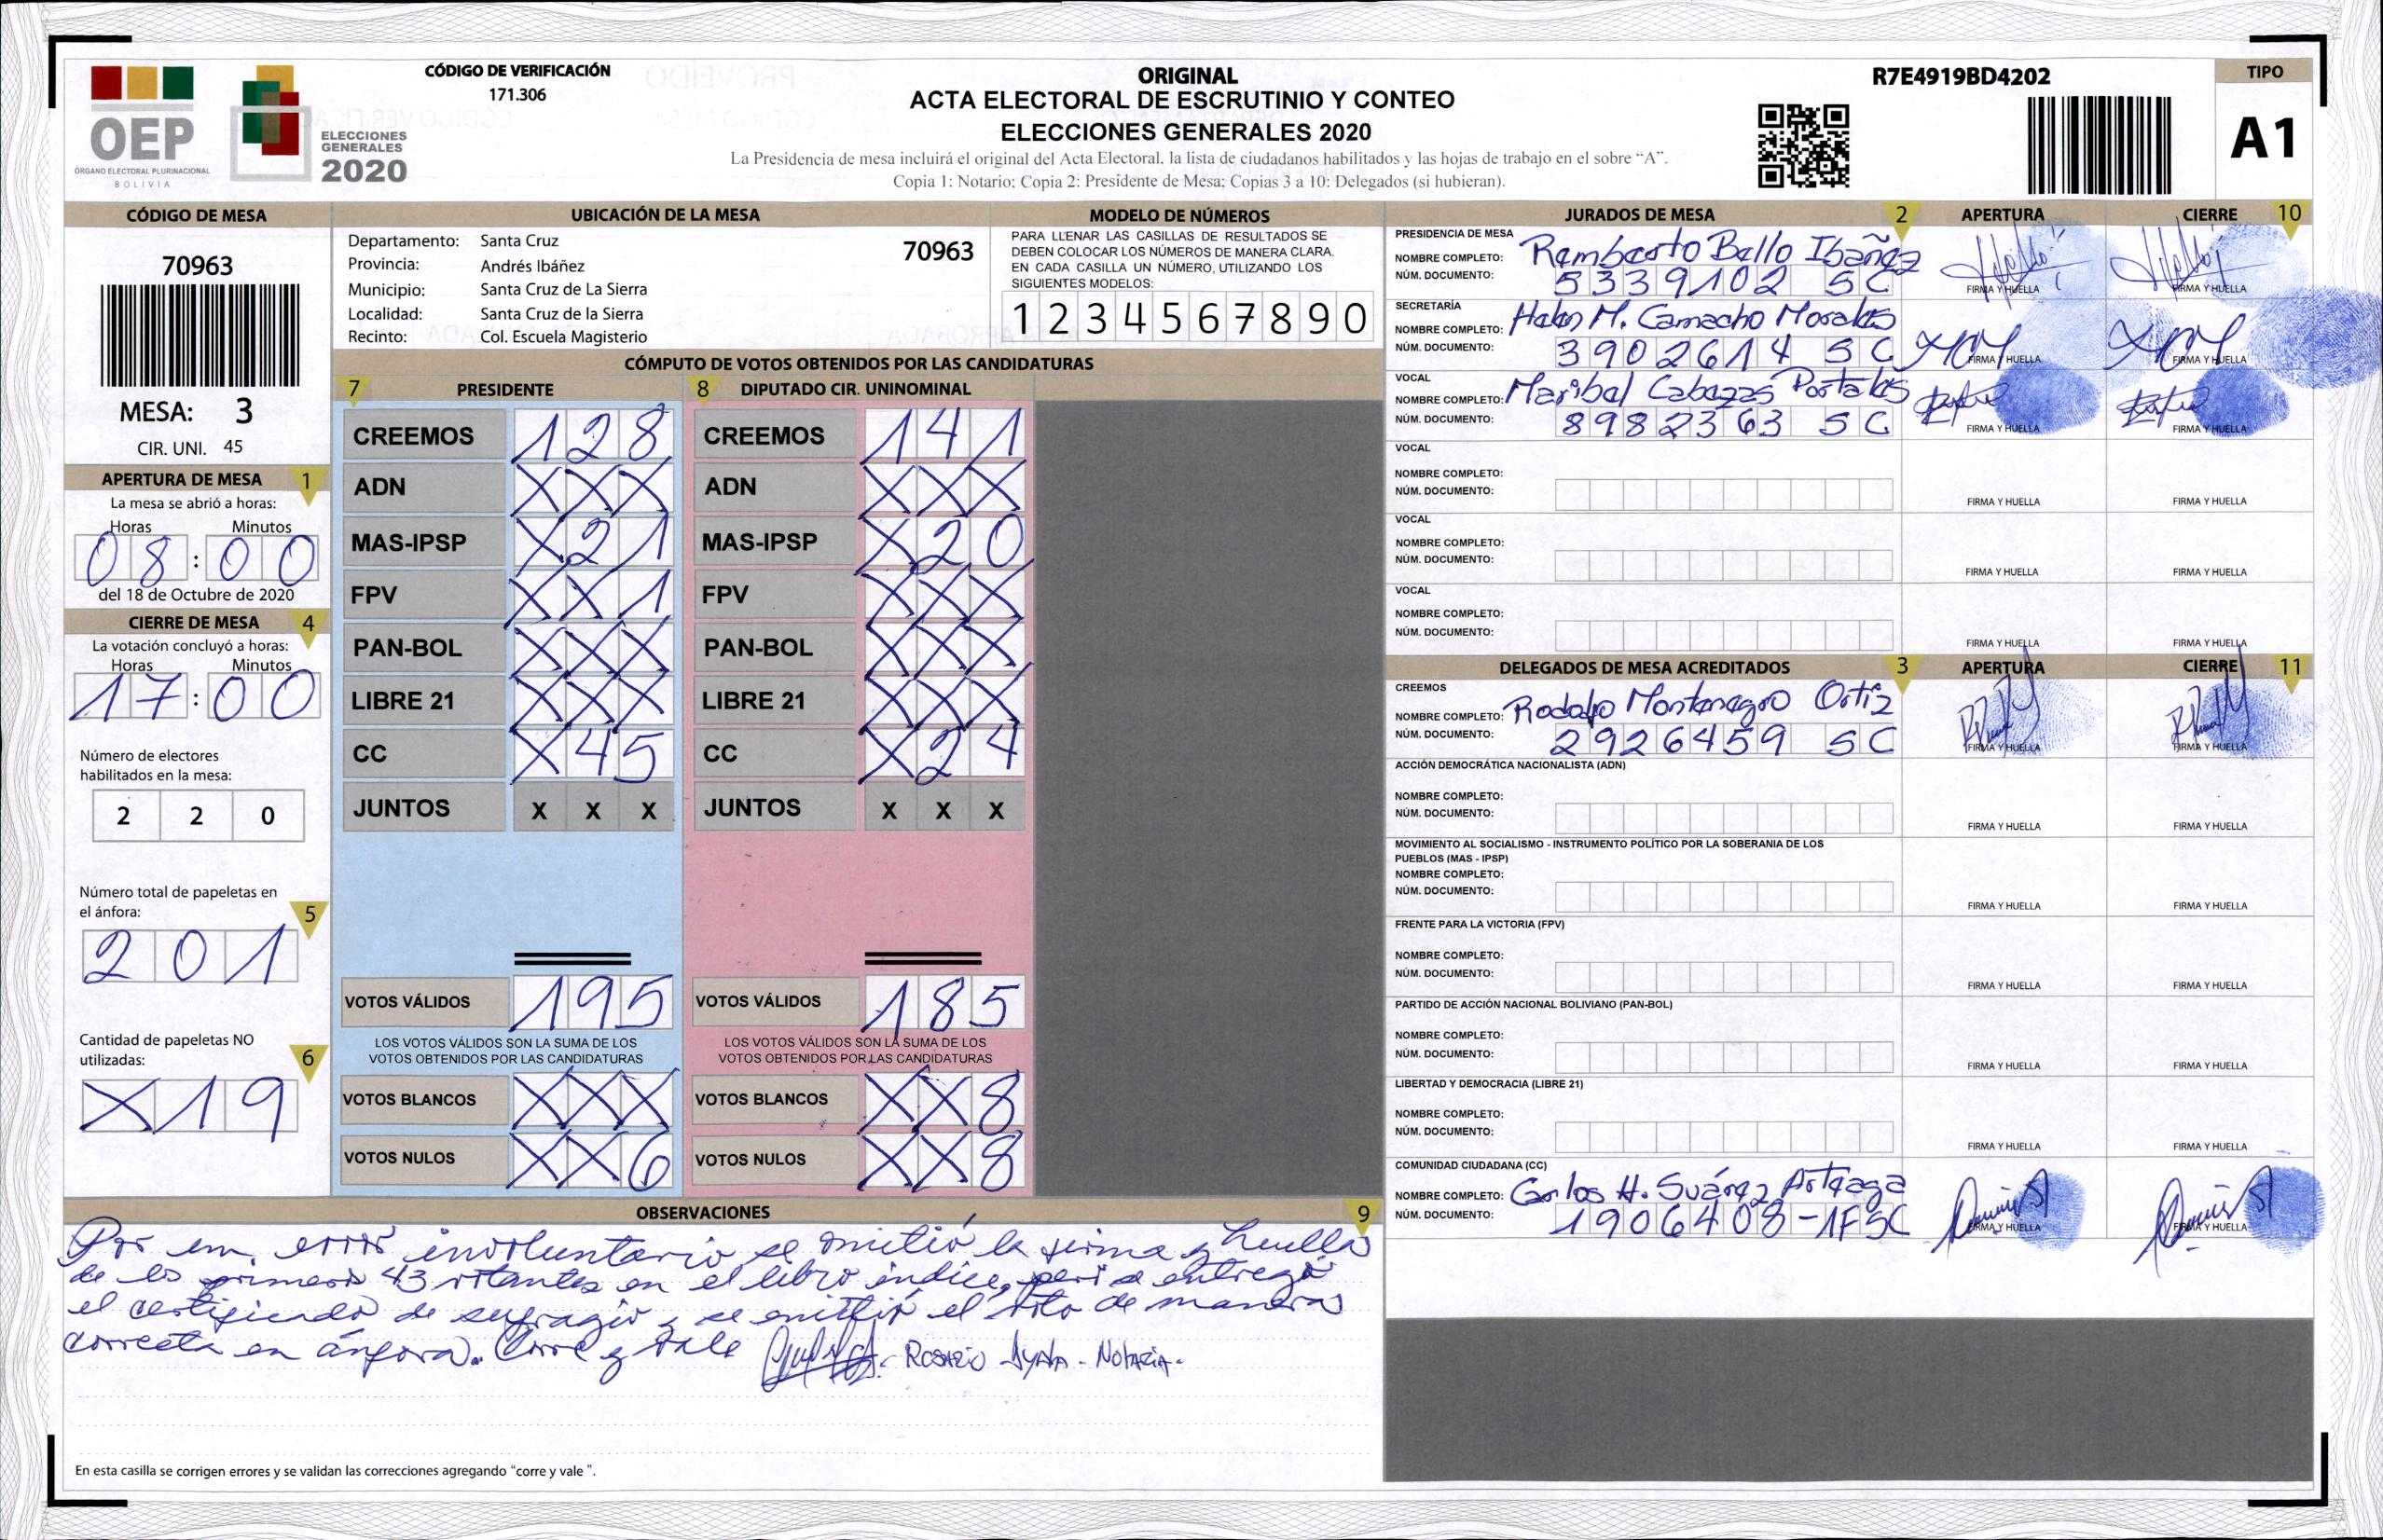 OEP
ÓRGANO ELECTORAL PLURINACIONAL
BOLIVIA
ELECCIONES
GENERALES
2020
CÓDIGO DE VERIFICACIÓN
171.306
ORIGINAL
ACTA ELECTORAL DE ESCRUTINIO Y CONTEO
ELECCIONES GENERALES 2020
La Presidencia de mesa incluirá el original del Acta Electoral, la lista de ciudadanos habilitados y las hojas de trabajo en el sobre “A”.
Copia 1: Notario; Copia 2: Presidente de Mesa; Copias 3 a 10: Delegados (si hubieran).
R7E4919BD4202
TIPO
A1
CÓDIGO DE MESA
70963
MESA: 3
CIR. UNI. 45
APERTURA DE MESA 1
La mesa se abrió a horas:
Horas Minutos
08:00
del 18 de Octubre de 2020
CIERRE DE MESA 4
La votación concluyó a horas:
Horas Minutos
17:00
Número de electores
habilitados en la mesa:
2 2 0
Número total de papeletas en
el ánfora: 5
2 0 1
Cantidad de papeletas NO
utilizadas: 6
X 1 9
UBICACIÓN DE LA MESA
Departamento: Santa Cruz 70963
Provincia: Andrés Ibáñez
Municipio: Santa Cruz de La Sierra
Localidad: Santa Cruz de la Sierra
Recinto: Col. Escuela Magisterio
MODELO DE NÚMEROS
PARA LLENAR LAS CASILLAS DE RESULTADOS SE
DEBEN COLOCAR LOS NÚMEROS DE MANERA CLARA.
EN CADA CASILLA UN NÚMERO, UTILIZANDO LOS
SIGUIENTES MODELOS:
1 2 3 4 5 6 7 8 9 0
CÓMPUTO DE VOTOS OBTENIDOS POR LAS CANDIDATURAS
7 PRESIDENTE 8 DIPUTADO CIR. UNINOMINAL
CREEMOS 128 CREEMOS 141
ADN XXX ADN XXX
MAS-IPSP X21 MAS-IPSP X20
FPV XX1 FPV XXX
PAN-BOL XXX PAN-BOL XXX
LIBRE 21 XXX LIBRE 21 XXX
CC X45 CC X24
JUNTOS X X X JUNTOS X X X
VOTOS VÁLIDOS 195 VOTOS VÁLIDOS 185
LOS VOTOS VÁLIDOS SON LA SUMA DE LOS LOS VOTOS VÁLIDOS SON LA SUMA DE LOS
VOTOS OBTENIDOS POR LAS CANDIDATURAS VOTOS OBTENIDOS POR LAS CANDIDATURAS
VOTOS BLANCOS XXX VOTOS BLANCOS XX8
VOTOS NULOS XX6 VOTOS NULOS XX8
OBSERVACIONES 9
Por un error involuntario se omitió la firma y huella
de los primeros 43 votantes en el libro índice, pero se entregó
el certificado de sufragio y se emitió el voto de manera
correcta en ánfora. Corre y vale Rosario Ayala - Notaria.
En esta casilla se corrigen errores y se validan las correcciones agregando “corre y vale ”.
JURADOS DE MESA 2 APERTURA CIERRE 10
PRESIDENCIA DE MESA
NOMBRE COMPLETO: Remberto Bello Ibañez
NÚM. DOCUMENTO: 5339102 SC FIRMA Y HUELLA FIRMA Y HUELLA
SECRETARÍA
NOMBRE COMPLETO: Helen M. Camacho Morales
NÚM. DOCUMENTO: 3902614 SC FIRMA Y HUELLA FIRMA Y HUELLA
VOCAL
NOMBRE COMPLETO: Maribel Cabezas Portales
NÚM. DOCUMENTO: 8982363 SC FIRMA Y HUELLA FIRMA Y HUELLA
VOCAL
NOMBRE COMPLETO:
NÚM. DOCUMENTO: FIRMA Y HUELLA FIRMA Y HUELLA
VOCAL
NOMBRE COMPLETO:
NÚM. DOCUMENTO: FIRMA Y HUELLA FIRMA Y HUELLA
VOCAL
NOMBRE COMPLETO:
NÚM. DOCUMENTO: FIRMA Y HUELLA FIRMA Y HUELLA
DELEGADOS DE MESA ACREDITADOS 3 APERTURA CIERRE 11
CREEMOS
NOMBRE COMPLETO: Rodolfo Montenegro Ortiz
NÚM. DOCUMENTO: 2926459 SC FIRMA Y HUELLA FIRMA Y HUELLA
ACCIÓN DEMOCRÁTICA NACIONALISTA (ADN)
NOMBRE COMPLETO:
NÚM. DOCUMENTO: FIRMA Y HUELLA FIRMA Y HUELLA
MOVIMIENTO AL SOCIALISMO - INSTRUMENTO POLÍTICO POR LA SOBERANIA DE LOS
PUEBLOS (MAS - IPSP)
NOMBRE COMPLETO:
NÚM. DOCUMENTO: FIRMA Y HUELLA FIRMA Y HUELLA
FRENTE PARA LA VICTORIA (FPV)
NOMBRE COMPLETO:
NÚM. DOCUMENTO: FIRMA Y HUELLA FIRMA Y HUELLA
PARTIDO DE ACCIÓN NACIONAL BOLIVIANO (PAN-BOL)
NOMBRE COMPLETO:
NÚM. DOCUMENTO: FIRMA Y HUELLA FIRMA Y HUELLA
LIBERTAD Y DEMOCRACIA (LIBRE 21)
NOMBRE COMPLETO:
NÚM. DOCUMENTO: FIRMA Y HUELLA FIRMA Y HUELLA
COMUNIDAD CIUDADANA (CC)
NOMBRE COMPLETO: Carlos H. Suárez Arteaga
NÚM. DOCUMENTO: 1906408-1FSC FIRMA Y HUELLA FIRMA Y HUELLA